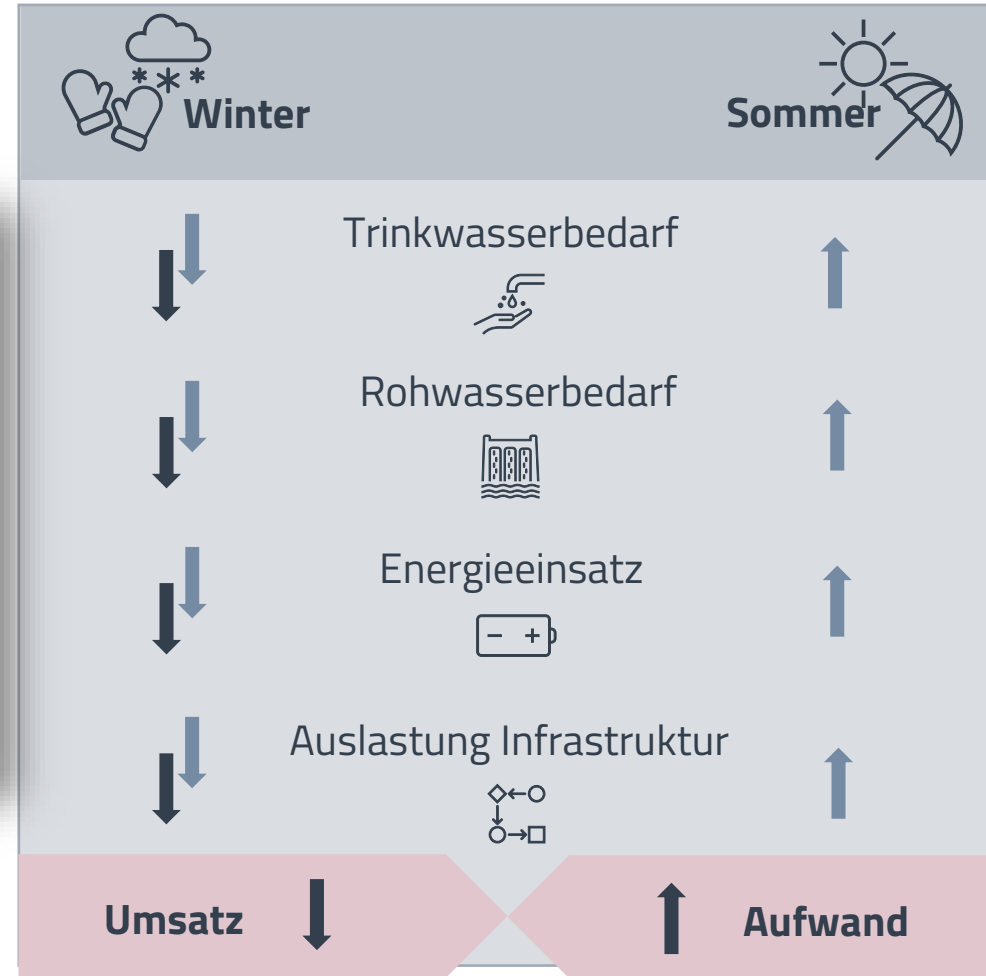 Winter
Sommer
Trinkwasserbedarf
Rohwasserbedarf
Energieeinsatz
Auslastung Infrastruktur
Umsatz
Aufwand